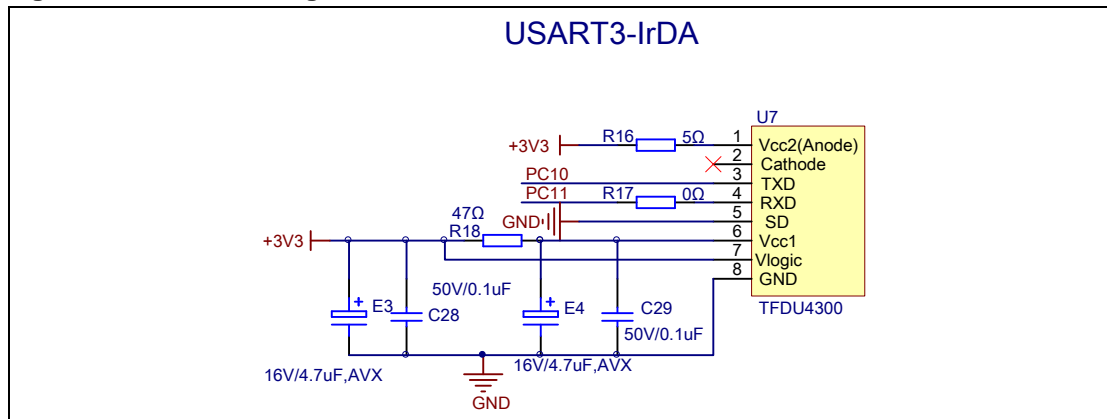 USART3-IrDA
U7
+3V3
R16
5Ω
1
Vcc2(Anode)
2
Cathode
PC10
3
TXD
PC11
R17
0Ω
4
RXD
GND
5
SD
47Ω
+3V3
R18
6
Vcc1
7
Vlogic
8
GND
TFDU4300
50V/0.1uF
E3
C28
E4
C29
50V/0.1uF
16V/4.7uF,AVX
16V/4.7uF,AVX
GND